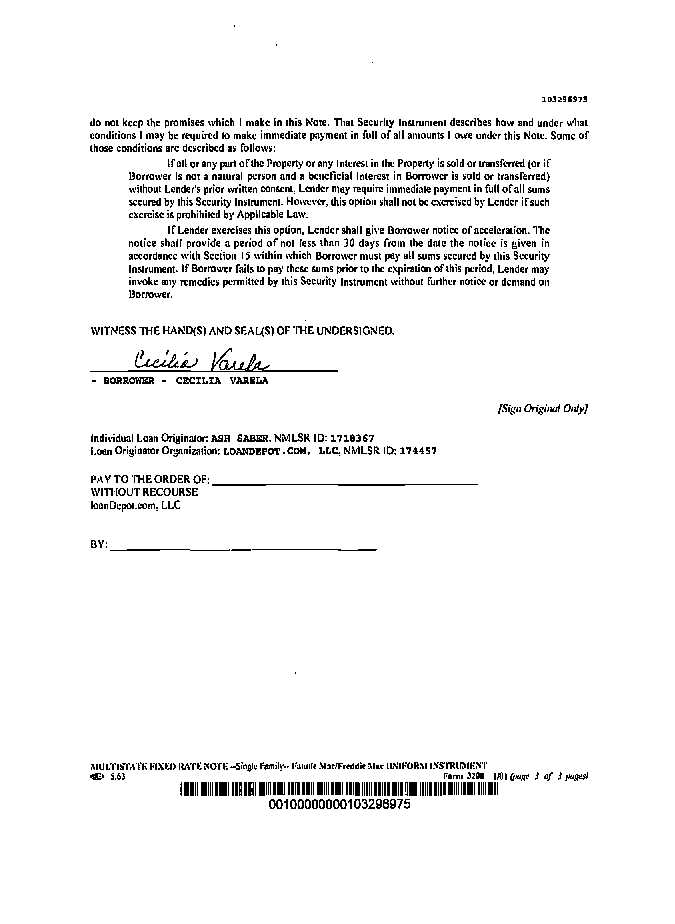 103298975
do not keep the promises which I make in this Note. That Security Instrument describes how and under what
conditions I may be required to make immediate payment in full of all amounts I owe under this Note. Some of
those conditions are described as follows:
If all or any part of the Property or any Interest in the Property is sold or transferred (or if
Borrower is not a natural person and a beneficial Interest in Borrower is sold or transferred)
without Lender's prior written consent, Lender may require immediate payment in full of all sums
secured by this Security Instrument. However, this option shall not be exercised by Lender if such
exercise is prohibited by Applicable Law.
If Lender exercises this option, Lender shall give Borrower notice of acceleration. The
notice shall provide a period of not less than 30 days from the date the notice is given in
accordance with Section 15 within which Borrower must pay all sums secured by this Security
Instrument. If Borrower fails to pay these sums prior to the expiration of this period, Lender may
invoke any remedies permitted by this Security Instrument without further notice or demand on
Borrower.
WITNESS THE HAND(S) AND SEAL(S) OF THE UNDERSIGNED.
Cecilia Varela
- BORROWER - CECILIA VARELA
[Sign Original Only]
Individual Loan Originator: ASH SABER, NMLSR ID: 1718367
Loan Originator Organization: LOANDEPOT.COM, LLC, NMLSR ID: 174457
PAY TO THE ORDER OF:
WITHOUT RECOURSE
loanDepot.com, LLC
BY:
MULTISTATE FIXED RATE NOTE--Single Family-- Fannie Mae/Freddie Mac UNIFORM INSTRUMENT
5.63 Form 3200 1/01 (page 3 of 3 pages)
00100000000103298975